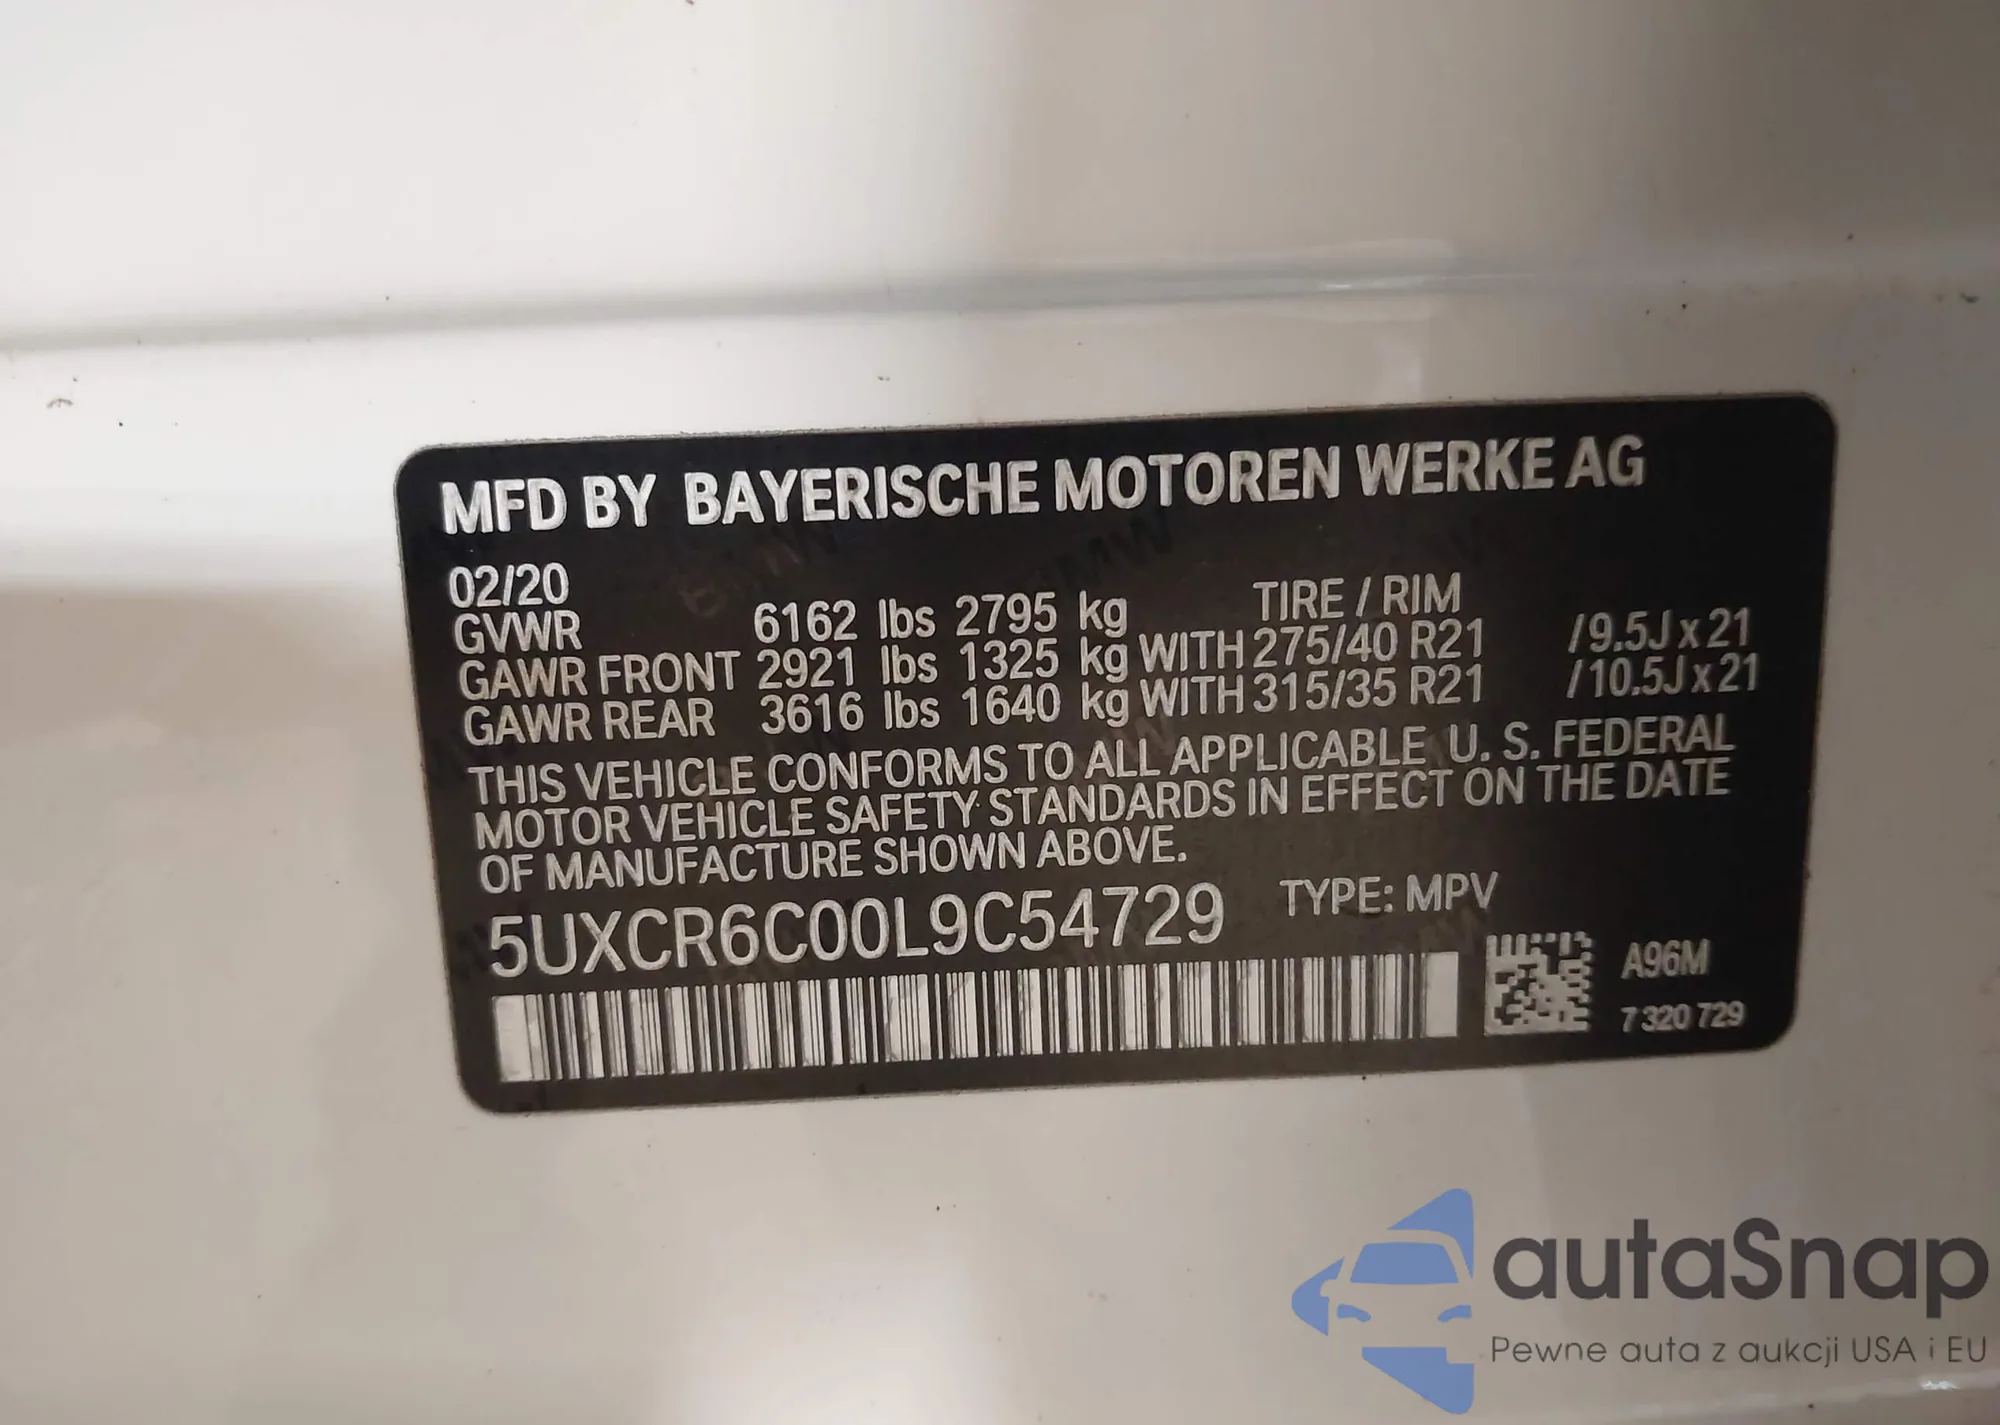 MFD BY BAYERISCHE MOTOREN WERKE AG
02/20
GVWR 6162 lbs 2795 kg TIRE / RIM
GAWR FRONT 2921 lbs 1325 kg WITH 275/40 R21 /9.5J x 21
GAWR REAR 3616 lbs 1640 kg WITH 315/35 R21 /10.5J x 21
THIS VEHICLE CONFORMS TO ALL APPLICABLE U. S. FEDERAL
MOTOR VEHICLE SAFETY STANDARDS IN EFFECT ON THE DATE
OF MANUFACTURE SHOWN ABOVE.
5UXCR6C00L9C54729 TYPE: MPV
A96M
7 320 729
autaSnap
Pewne auta z aukcji USA i EU